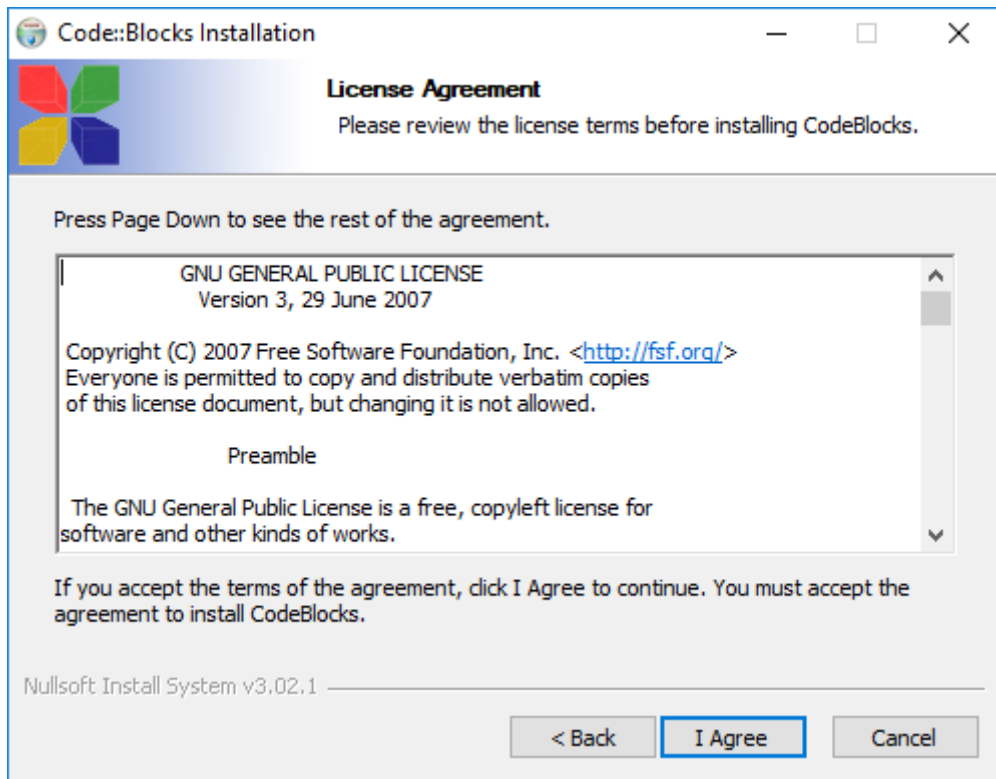 Code::Blocks Installation
License Agreement
Please review the license terms before installing CodeBlocks.
Press Page Down to see the rest of the agreement.
GNU GENERAL PUBLIC LICENSE
Version 3, 29 June 2007
Copyright (C) 2007 Free Software Foundation, Inc. <http://fsf.org/>
Everyone is permitted to copy and distribute verbatim copies
of this license document, but changing it is not allowed.
Preamble
The GNU General Public License is a free, copyleft license for
software and other kinds of works.
If you accept the terms of the agreement, click I Agree to continue. You must accept the
agreement to install CodeBlocks.
Nullsoft Install System v3.02.1
< Back I Agree Cancel